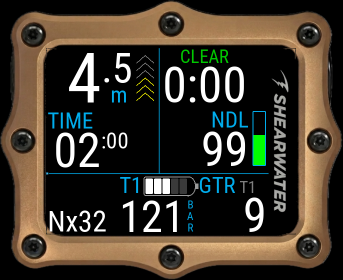 4.5 m
CLEAR
0:00
TIME
02:00
NDL
99
T1
GTR T1
Nx32
121 BAR
9
SHEARWATER